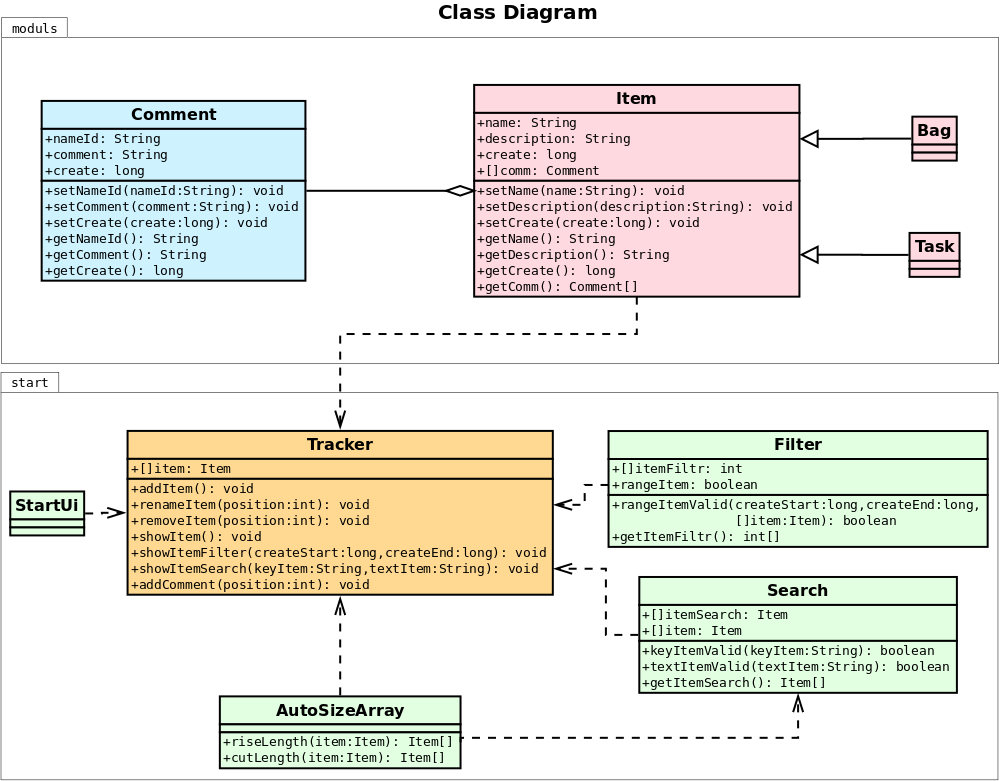 Class Diagram
moduls
Comment
+nameId: String
+comment: String
+create: long
+setNameId(nameId:String): void
+setComment(comment:String): void
+setCreate(create:long): void
+getNameId(): String
+getComment(): String
+getCreate(): long
Item
+name: String
+description: String
+create: long
+[]comm: Comment
+setName(name:String): void
+setDescription(description:String): void
+setCreate(create:long): void
+getName(): String
+getDescription(): String
+getCreate(): long
+getComm(): Comment[]
Bag
Task
start
StartUi
Tracker
+[]item: Item
+addItem(): void
+renameItem(position:int): void
+removeItem(position:int): void
+showItem(): void
+showItemFilter(createStart:long,createEnd:long): void
+showItemSearch(keyItem:String,textItem:String): void
+addComment(position:int): void
Filter
+[]itemFiltr: int
+rangeItem: boolean
+rangeItemValid(createStart:long,createEnd:long,
[]item:Item): boolean
+getItemFiltr(): int[]
Search
+[]itemSearch: Item
+[]item: Item
+keyItemValid(keyItem:String): boolean
+textItemValid(textItem:String): boolean
+getItemSearch(): Item[]
AutoSizeArray
+riseLength(item:Item): Item[]
+cutLength(item:Item): Item[]